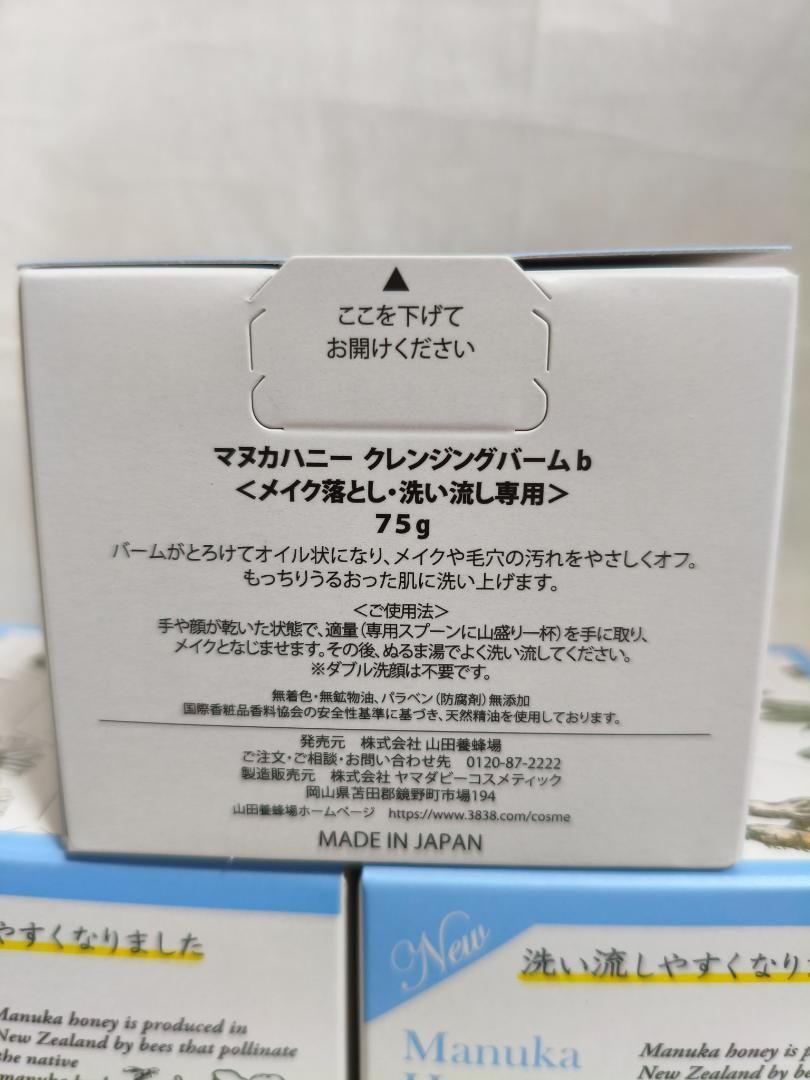 ▲
ここを下げて
お開けください
マヌカハニー クレンジングバーム b
＜メイク落とし・洗い流し専用＞
75g
バームがとろけてオイル状になり、メイクや毛穴の汚れをやさしくオフ。
もっちりうるおった肌に洗い上げます。
＜ご使用法＞
手や顔が乾いた状態で、適量（専用スプーンに山盛り一杯）を手に取り、
メイクとなじませます。その後、ぬるま湯でよく洗い流してください。
※ダブル洗顔は不要です。
無着色・無鉱物油、パラベン（防腐剤）無添加
国際香粧品香料協会の安全性基準に基づき、天然精油を使用しております。
発売元　株式会社 山田養蜂場
ご注文・ご相談・お問い合わせ先　0120-87-2222
製造販売元　株式会社 ヤマダビーコスメティック
岡山県苫田郡鏡野町市場194
山田養蜂場ホームページ　https://www.3838.com/cosme
MADE IN JAPAN
やすくなりました
Manuka honey is produced in
New Zealand by bees that pollinate
the native
New
洗い流しやすくなり
Manuka
Manuka honey is
New Zealand by